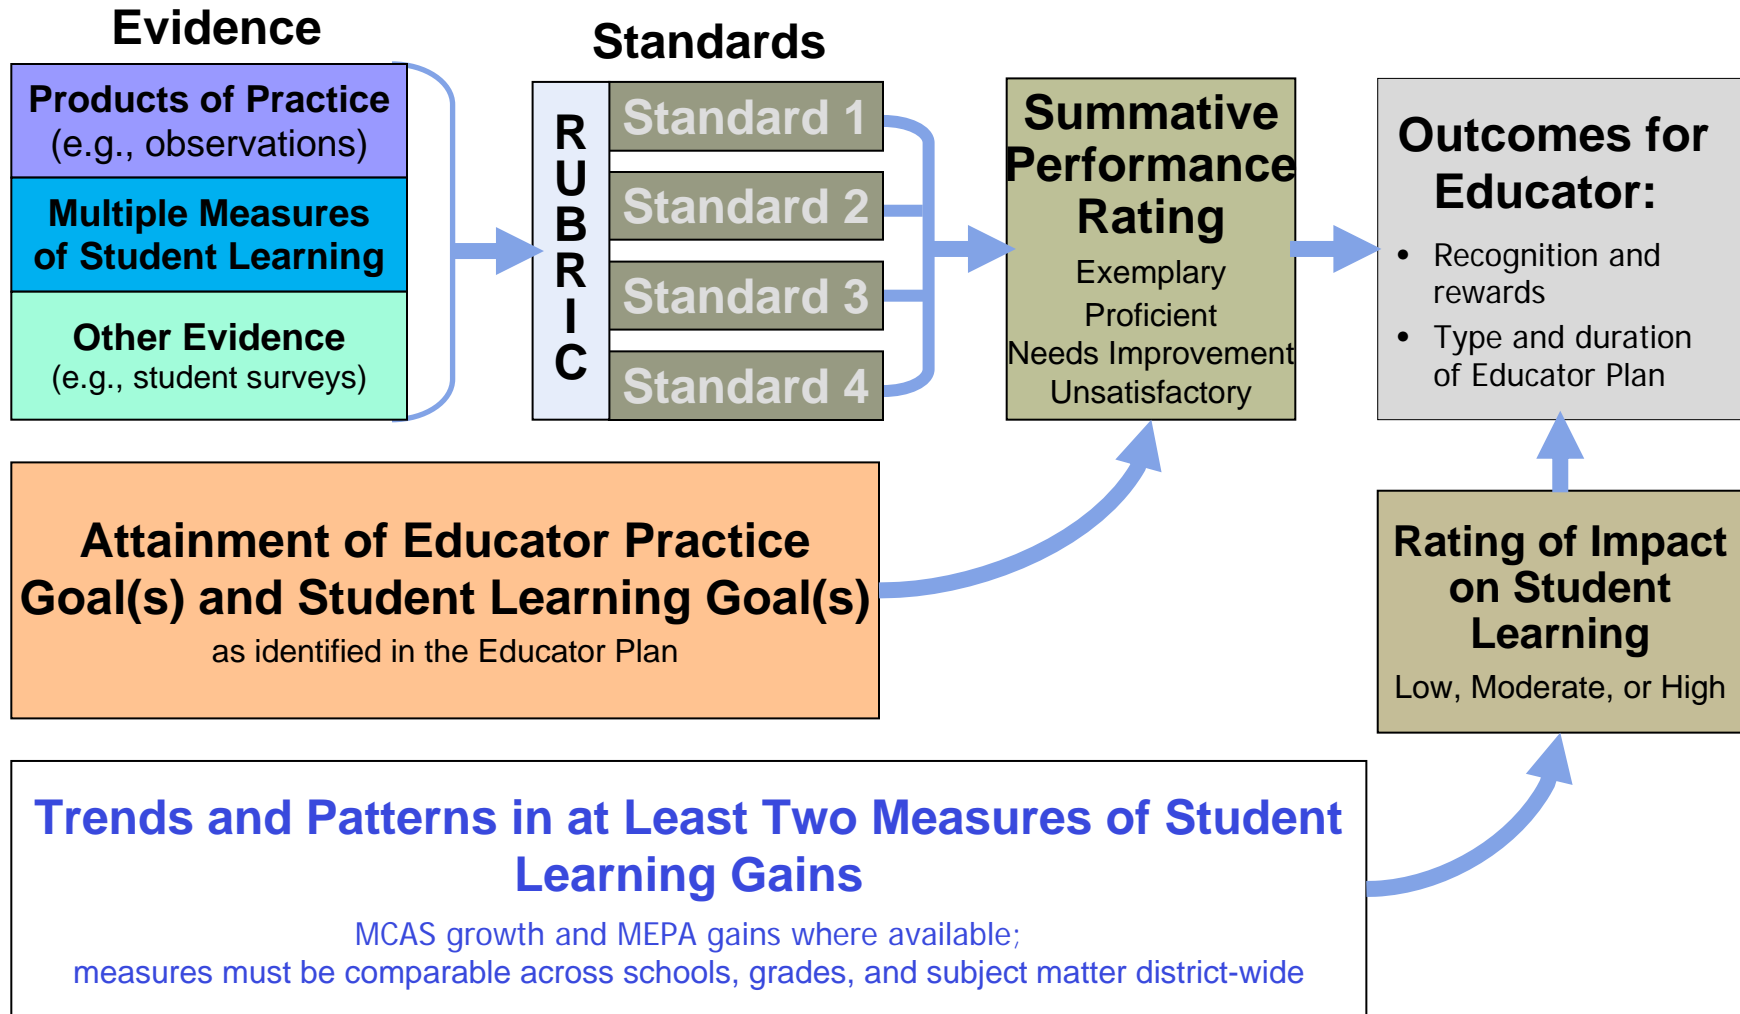 Evidence
Products of Practice
(e.g., observations)
Multiple Measures
of Student Learning
Other Evidence
(e.g., student surveys)
Standards
R
U
B
R
I
C
Standard 1
Standard 2
Standard 3
Standard 4
Summative
Performance
Rating
Exemplary
Proficient
Needs Improvement
Unsatisfactory
Outcomes for
Educator:
• Recognition and
rewards
• Type and duration
of Educator Plan
Attainment of Educator Practice
Goal(s) and Student Learning Goal(s)
as identified in the Educator Plan
Rating of Impact
on Student
Learning
Low, Moderate, or High
Trends and Patterns in at Least Two Measures of Student
Learning Gains
MCAS growth and MEPA gains where available;
measures must be comparable across schools, grades, and subject matter district-wide